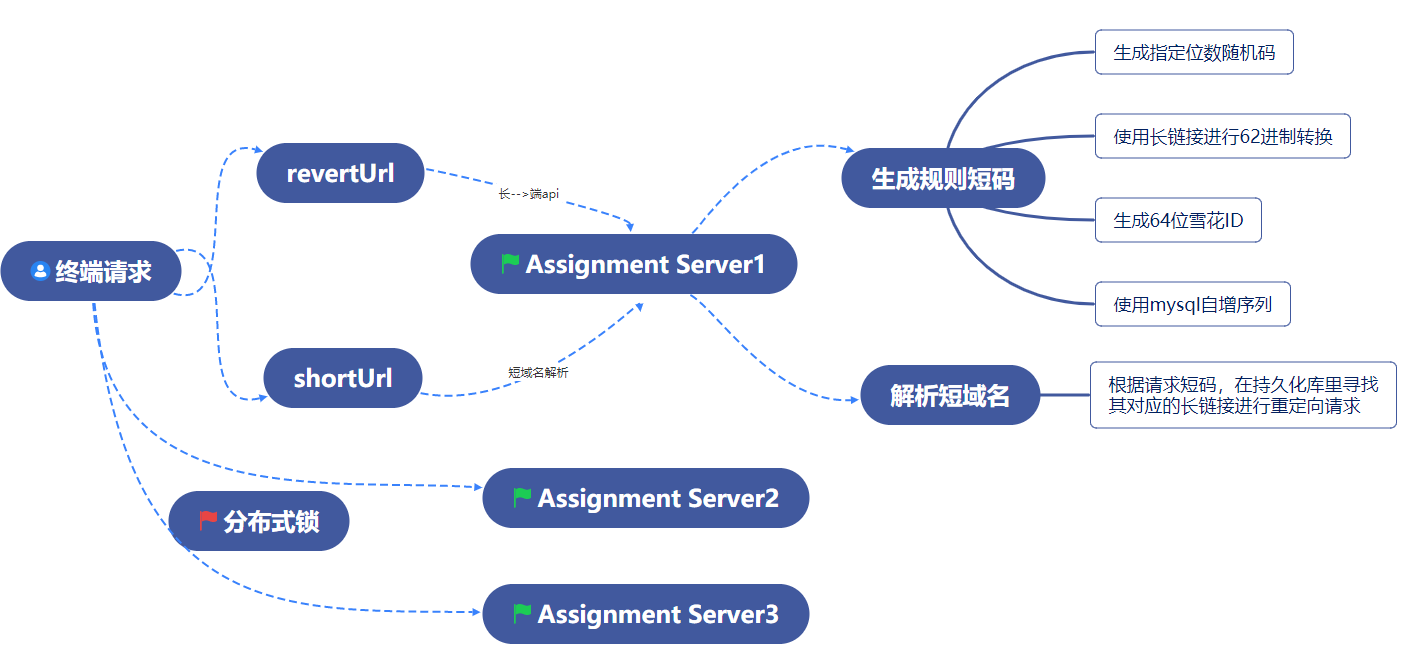 生成指定位数随机码
使用长链接进行62进制转换
revertUrl
生成规则短码
长-->端api
生成64位雪花ID
终端请求
Assignment Server1
使用mysql自增序列
shortUrl
短域名解析
解析短域名
根据请求短码，在持久化库里寻找
其对应的长链接进行重定向请求
Assignment Server2
分布式锁
Assignment Server3